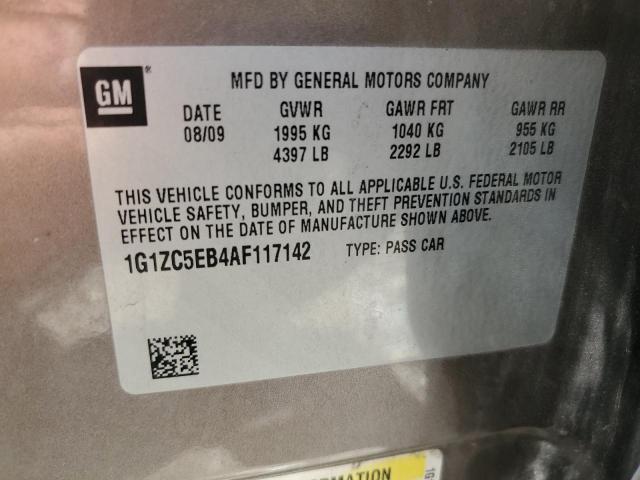 GM ®
MFD BY GENERAL MOTORS COMPANY
DATE GVWR GAWR FRT GAWR RR
08/09 1995 KG 1040 KG 955 KG
4397 LB 2292 LB 2105 LB
THIS VEHICLE CONFORMS TO ALL APPLICABLE U.S. FEDERAL MOTOR
VEHICLE SAFETY, BUMPER, AND THEFT PREVENTION STANDARDS IN
EFFECT ON THE DATE OF MANUFACTURE SHOWN ABOVE.
1G1ZC5EB4AF117142 TYPE: PASS CAR